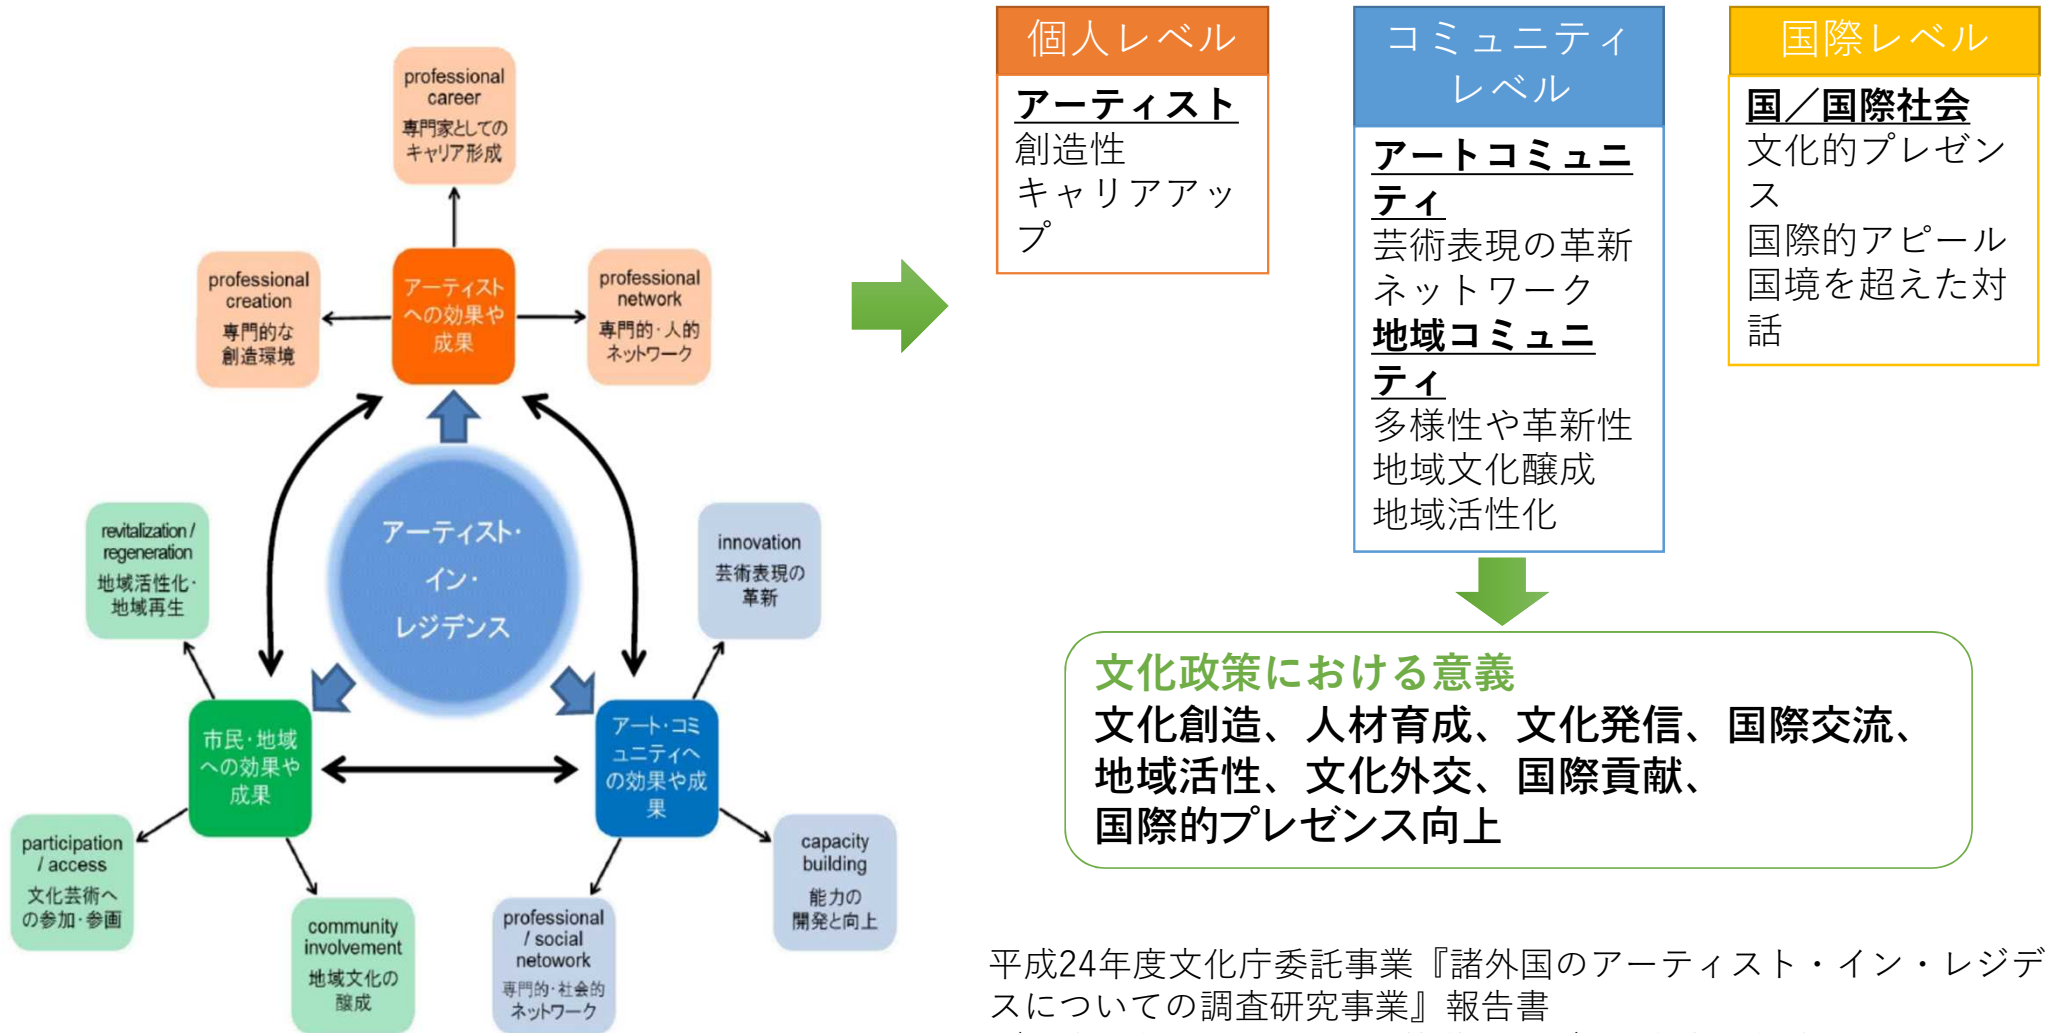 professional
career
専門家としての
キャリア形成
professional
creation
専門的な
創造環境
アーティスト
への効果や
成果
professional
network
専門的・人的
ネットワーク
アーティスト・
イン・
レジデンス
revitalization /
regeneration
地域活性化・
地域再生
innovation
芸術表現の
革新
市民・地域
への効果や
成果
アート・コミ
ュニティへ
の効果や成
果
participation
/ access
文化芸術へ
の参加・参画
community
involvement
地域文化の
醸成
professional
/ social
netowork
専門的・社会的
ネットワーク
capacity
building
能力の
開発と向上
個人レベル
アーティスト
創造性
キャリアアッ
プ
コミュニティ
レベル
アートコミュニ
ティ
芸術表現の革新
ネットワーク
地域コミュニ
ティ
多様性や革新性
地域文化醸成
地域活性化
国際レベル
国／国際社会
文化的プレゼン
ス
国際的アピール
国境を超えた対
話
文化政策における意義
文化創造、人材育成、文化発信、国際交流、
地域活性、文化外交、国際貢献、
国際的プレゼンス向上
平成24年度文化庁委託事業『諸外国のアーティスト・イン・レジデ
スについての調査研究事業』報告書